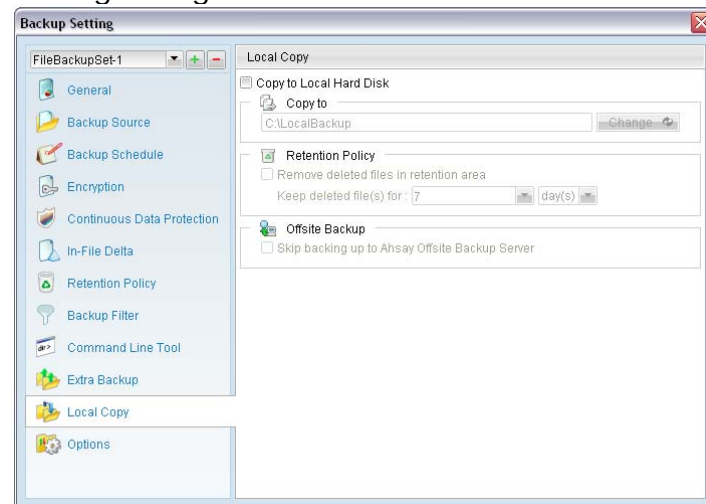 Backup Setting
FileBackupSet-1
General
Backup Source
Backup Schedule
Encryption
Continuous Data Protection
In-File Delta
Retention Policy
Backup Filter
Command Line Tool
Extra Backup
Local Copy
Options
Local Copy
Copy to Local Hard Disk
Copy to
C:\LocalBackup
Change
Retention Policy
Remove deleted files in retention area
Keep deleted file(s) for : 7 day(s)
Offsite Backup
Skip backing up to Ahsay Offsite Backup Server